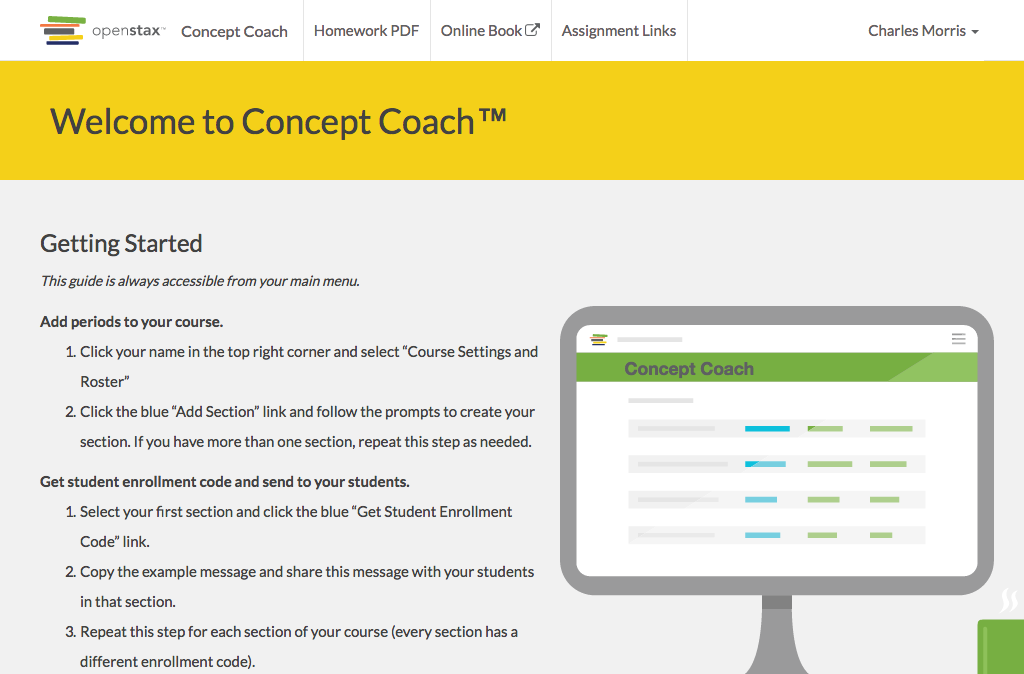 openstax™ Concept Coach Homework PDF Online Book Assignment Links Charles Morris
Welcome to Concept Coach™
Getting Started
This guide is always accessible from your main menu.
Add periods to your course.
1. Click your name in the top right corner and select “Course Settings and
Roster”
2. Click the blue “Add Section” link and follow the prompts to create your
section. If you have more than one section, repeat this step as needed.
Get student enrollment code and send to your students.
1. Select your first section and click the blue “Get Student Enrollment
Code” link.
2. Copy the example message and share this message with your students
in that section.
3. Repeat this step for each section of your course (every section has a
different enrollment code).
Concept Coach